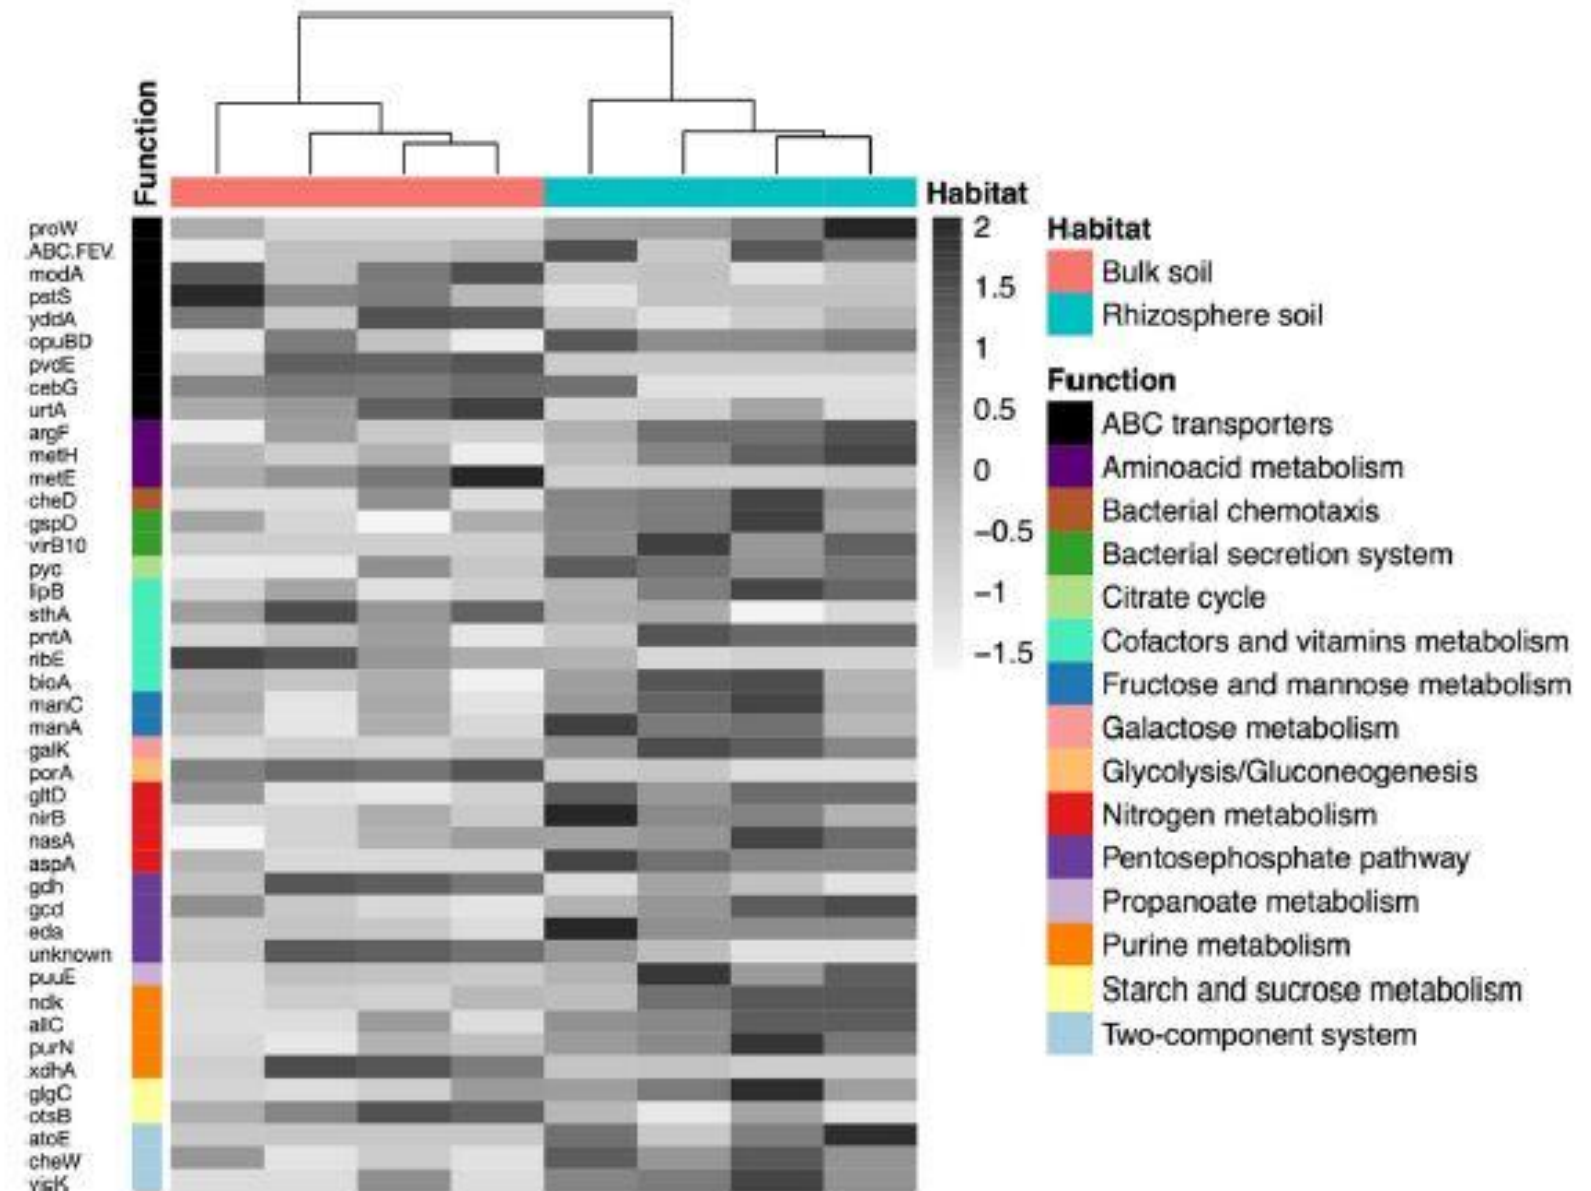 Function
Habitat
proW
ABC.FEV.
modA
pstS
yddA
opuBD
pvdE
cebG
urtA
argF
metH
metE
cheD
gspD
virB10
pyc
lipB
sthA
pntA
ribE
bioA
manC
manA
galK
porA
gltD
nirB
nasA
aspA
gdh
gcd
eda
unknown
puuE
ndk
allC
purN
xdhA
glgC
otsB
atoE
cheW
2
1.5
1
0.5
0
−0.5
−1
−1.5
Habitat
Bulk soil
Rhizosphere soil
Function
ABC transporters
Aminoacid metabolism
Bacterial chemotaxis
Bacterial secretion system
Citrate cycle
Cofactors and vitamins metabolism
Fructose and mannose metabolism
Galactose metabolism
Glycolysis/Gluconeogenesis
Nitrogen metabolism
Pentosephosphate pathway
Propanoate metabolism
Purine metabolism
Starch and sucrose metabolism
Two-component system